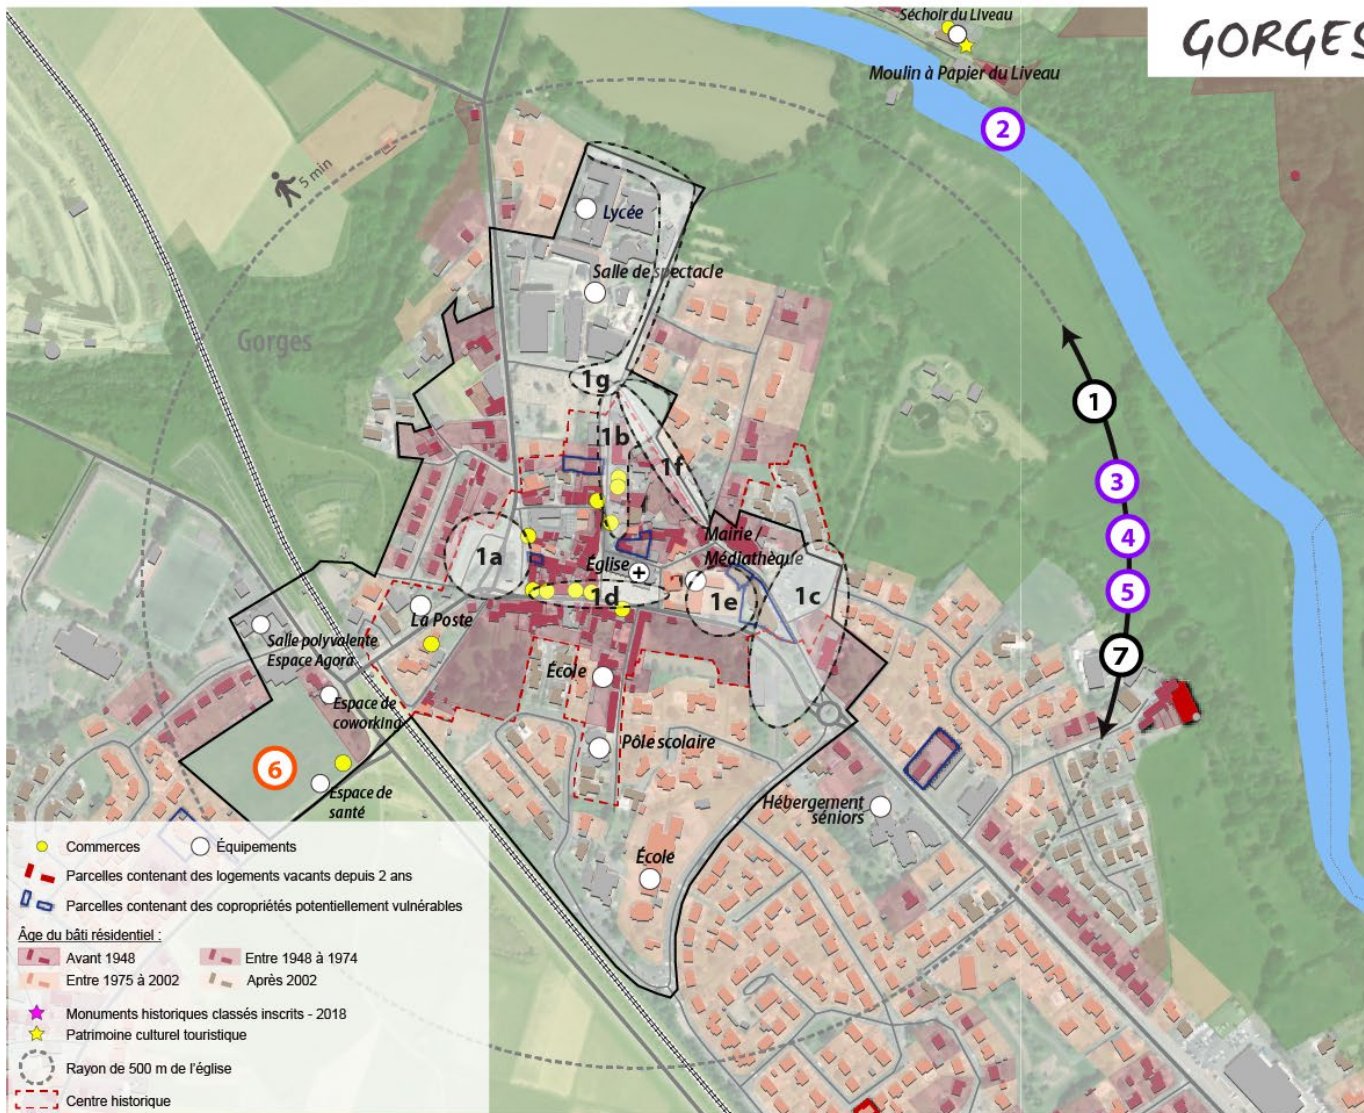 Séchoir du Liveau
GORGES
Moulin à Papier du Liveau
2
5 min
Lycée
Salle de spectacle
Gorges
1g
1
1b
1f
3
Mairie /
Médiathèque
4
1a
Église
5
1d
1e
1c
La Poste
Salle polyvalente
Espace Agora
7
École
Espace de
coworking
Pôle scolaire
6
Espace de
santé
Hébergement
séniors
École
Commerces
Équipements
Parcelles contenant des logements vacants depuis 2 ans
Parcelles contenant des copropriétés potentiellement vulnérables
Âge du bâti résidentiel :
Avant 1948
Entre 1948 à 1974
Entre 1975 à 2002
Après 2002
Monuments historiques classés inscrits - 2018
Patrimoine culturel touristique
Rayon de 500 m de l'église
Centre historique